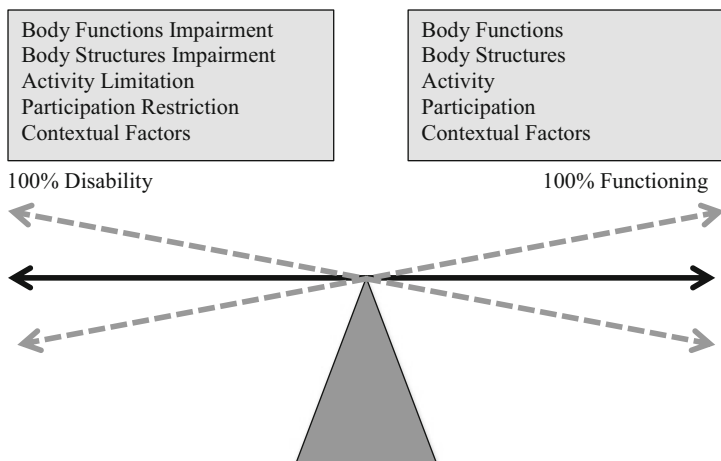 Body Functions Impairment
Body Structures Impairment
Activity Limitation
Participation Restriction
Contextual Factors
Body Functions
Body Structures
Activity
Participation
Contextual Factors
100% Disability
100% Functioning